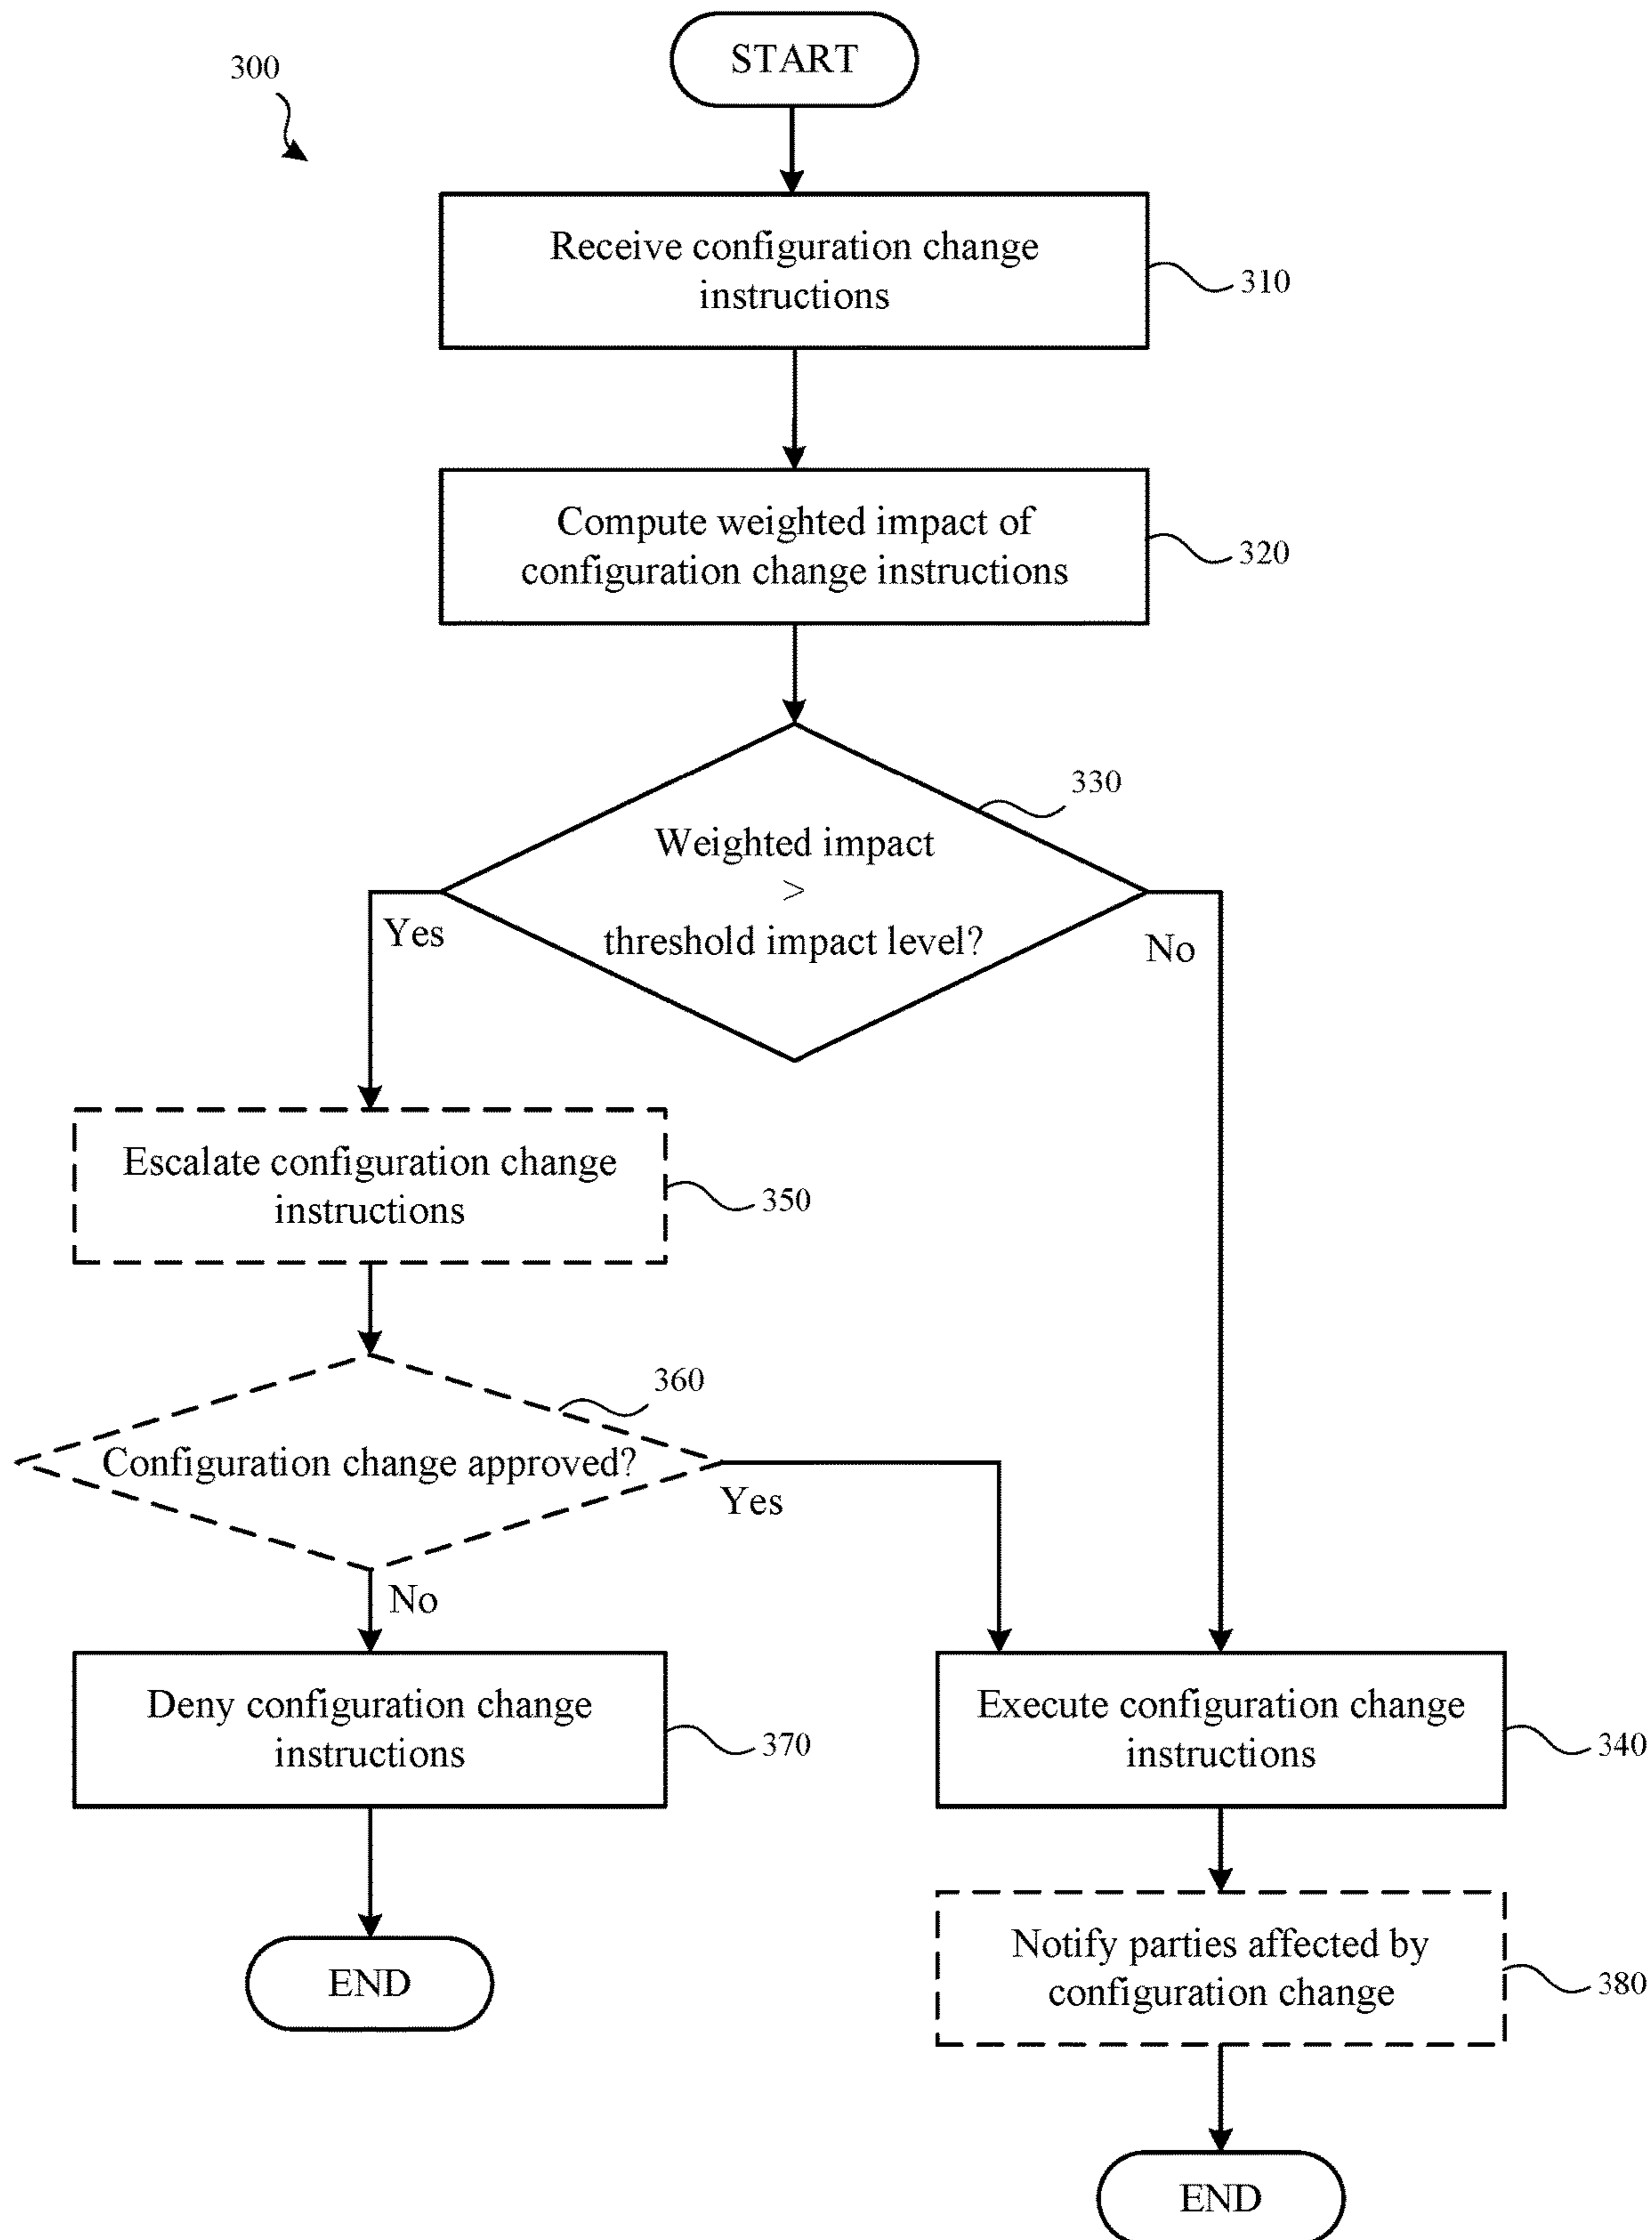 START
300
Receive configuration change
instructions
310
Compute weighted impact of
configuration change instructions
320
330
Weighted impact
>
threshold impact level?
Yes
No
Escalate configuration change
instructions
350
360
Configuration change approved?
Yes
No
Deny configuration change
instructions
370
Execute configuration change
instructions
340
Notify parties affected by
configuration change
380
END
END